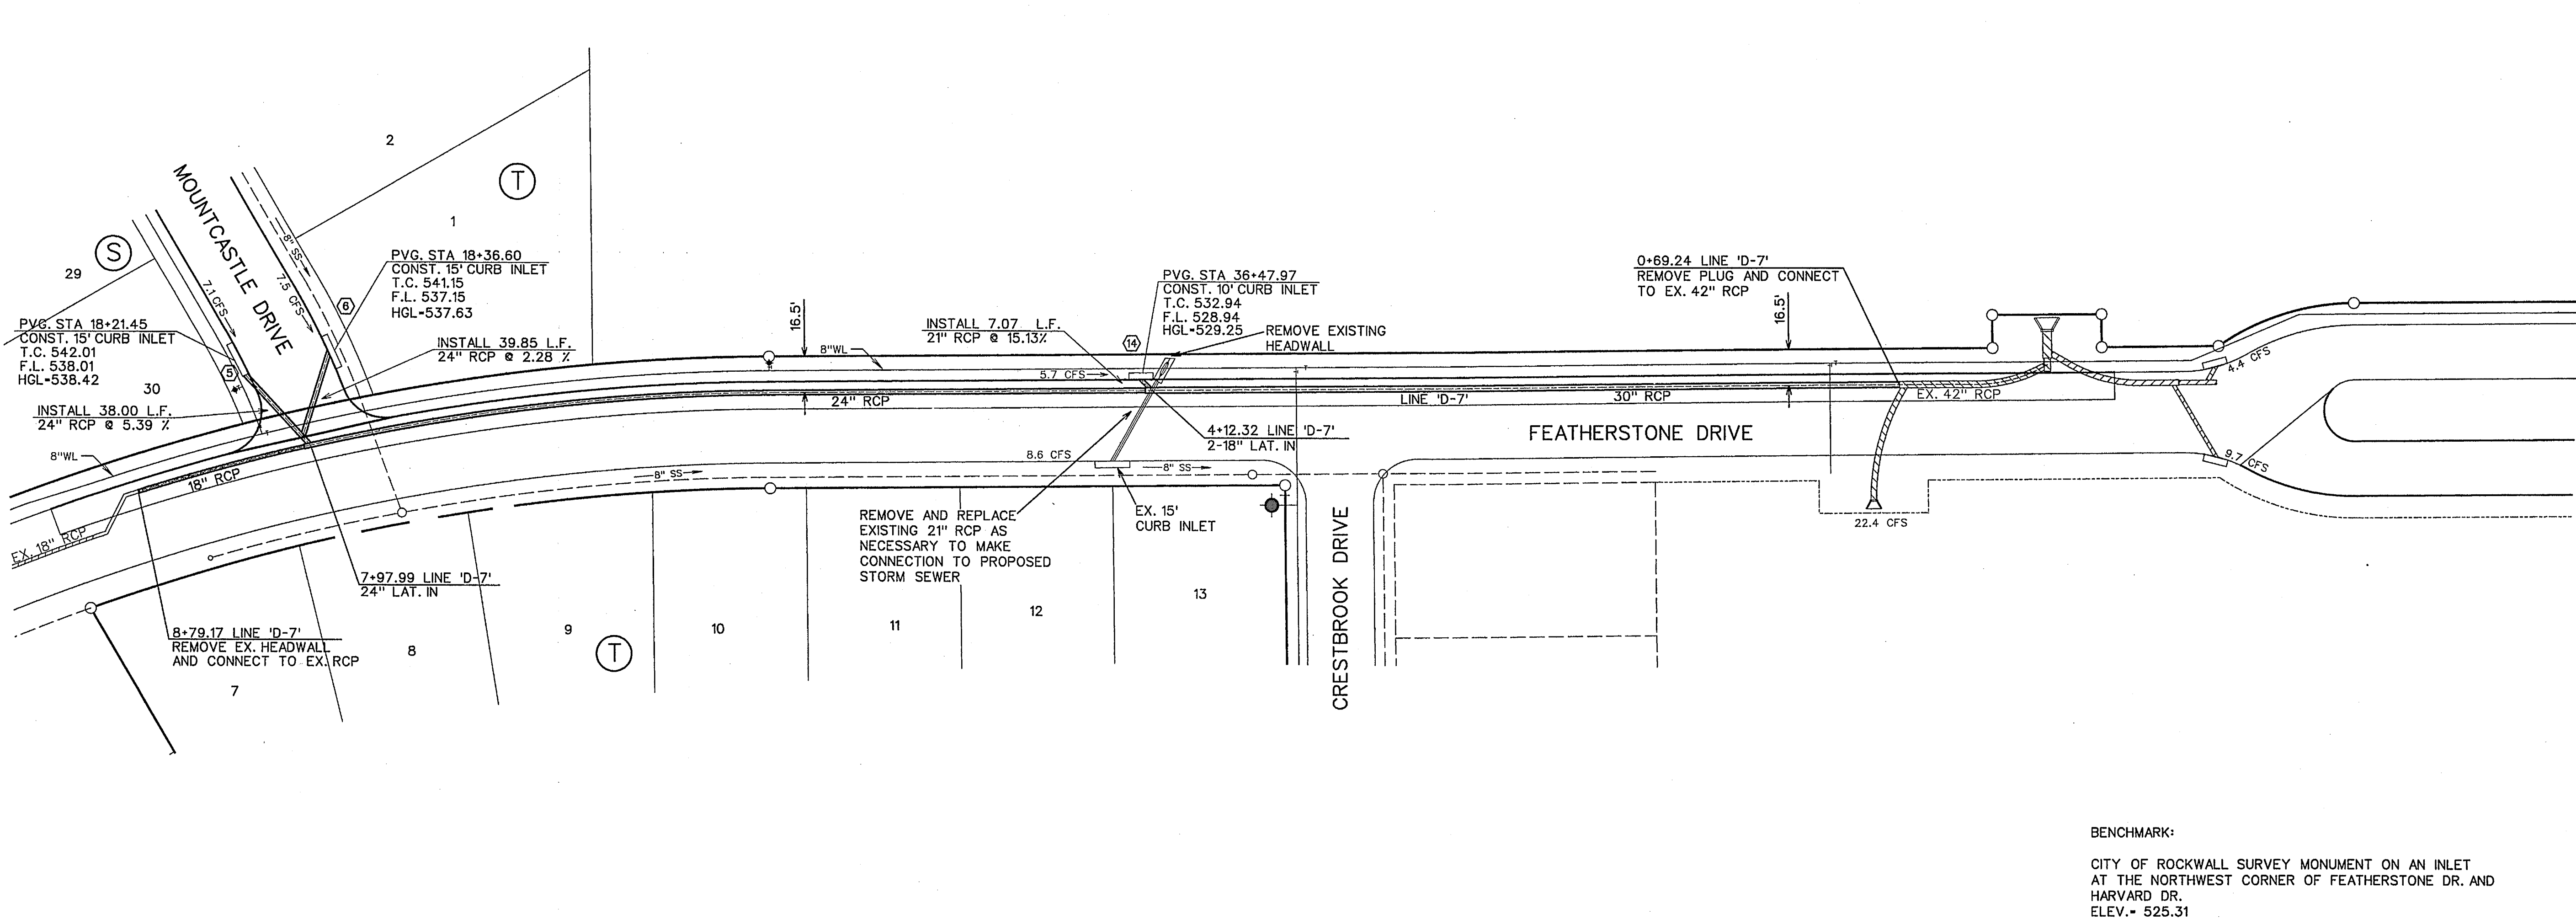 2
T
1
MOUNTCASTLE DRIVE
8" SS
S
29
7.1 CFS
7.5 CFS
6
PVG. STA 18+36.60
CONST. 15' CURB INLET
T.C. 541.15
F.L. 537.15
HGL=537.63
PVG. STA 18+21.45
CONST. 15' CURB INLET
T.C. 542.01
F.L. 538.01
HGL=538.42
5
30
INSTALL 38.00 L.F.
24" RCP @ 5.39 %
INSTALL 39.85 L.F.
24" RCP @ 2.28 %
8"WL
18" RCP
EX. 18" RCP
16.5'
8"WL
24" RCP
INSTALL 7.07 L.F.
21" RCP @ 15.13%
5.7 CFS
14
PVG. STA 36+47.97
CONST. 10' CURB INLET
T.C. 532.94
F.L. 528.94
HGL=529.25
REMOVE EXISTING
HEADWALL
4+12.32 LINE 'D-7'
2-18" LAT. IN
8.6 CFS
8" SS
8" SS
EX. 15'
CURB INLET
REMOVE AND REPLACE
EXISTING 21" RCP AS
NECESSARY TO MAKE
CONNECTION TO PROPOSED
STORM SEWER
LINE 'D-7'
30" RCP
FEATHERSTONE DRIVE
0+69.24 LINE 'D-7'
REMOVE PLUG AND CONNECT
TO EX. 42" RCP
16.5'
EX. 42" RCP
4.4 CFS
9.7 CFS
22.4 CFS
CRESTBROOK DRIVE
7+97.99 LINE 'D-7'
24" LAT. IN
8+79.17 LINE 'D-7'
REMOVE EX. HEADWALL
AND CONNECT TO EX. RCP
7
8
9
T
10
11
12
13
BENCHMARK:
CITY OF ROCKWALL SURVEY MONUMENT ON AN INLET
AT THE NORTHWEST CORNER OF FEATHERSTONE DR. AND
HARVARD DR.
ELEV.= 525.31